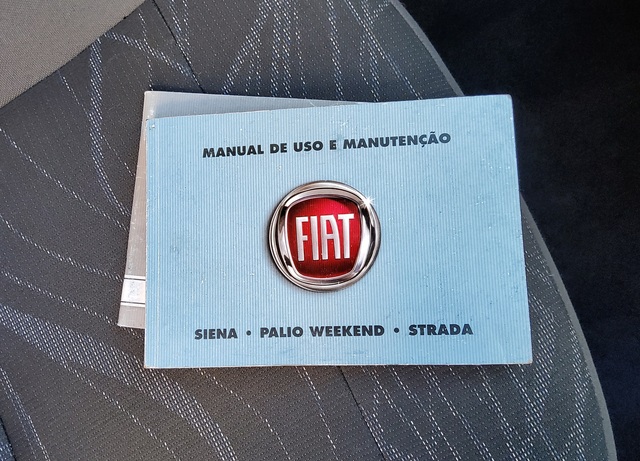 MANUAL DE USO E MANUTENÇÃO
FIAT
SIENA • PALIO WEEKEND • STRADA